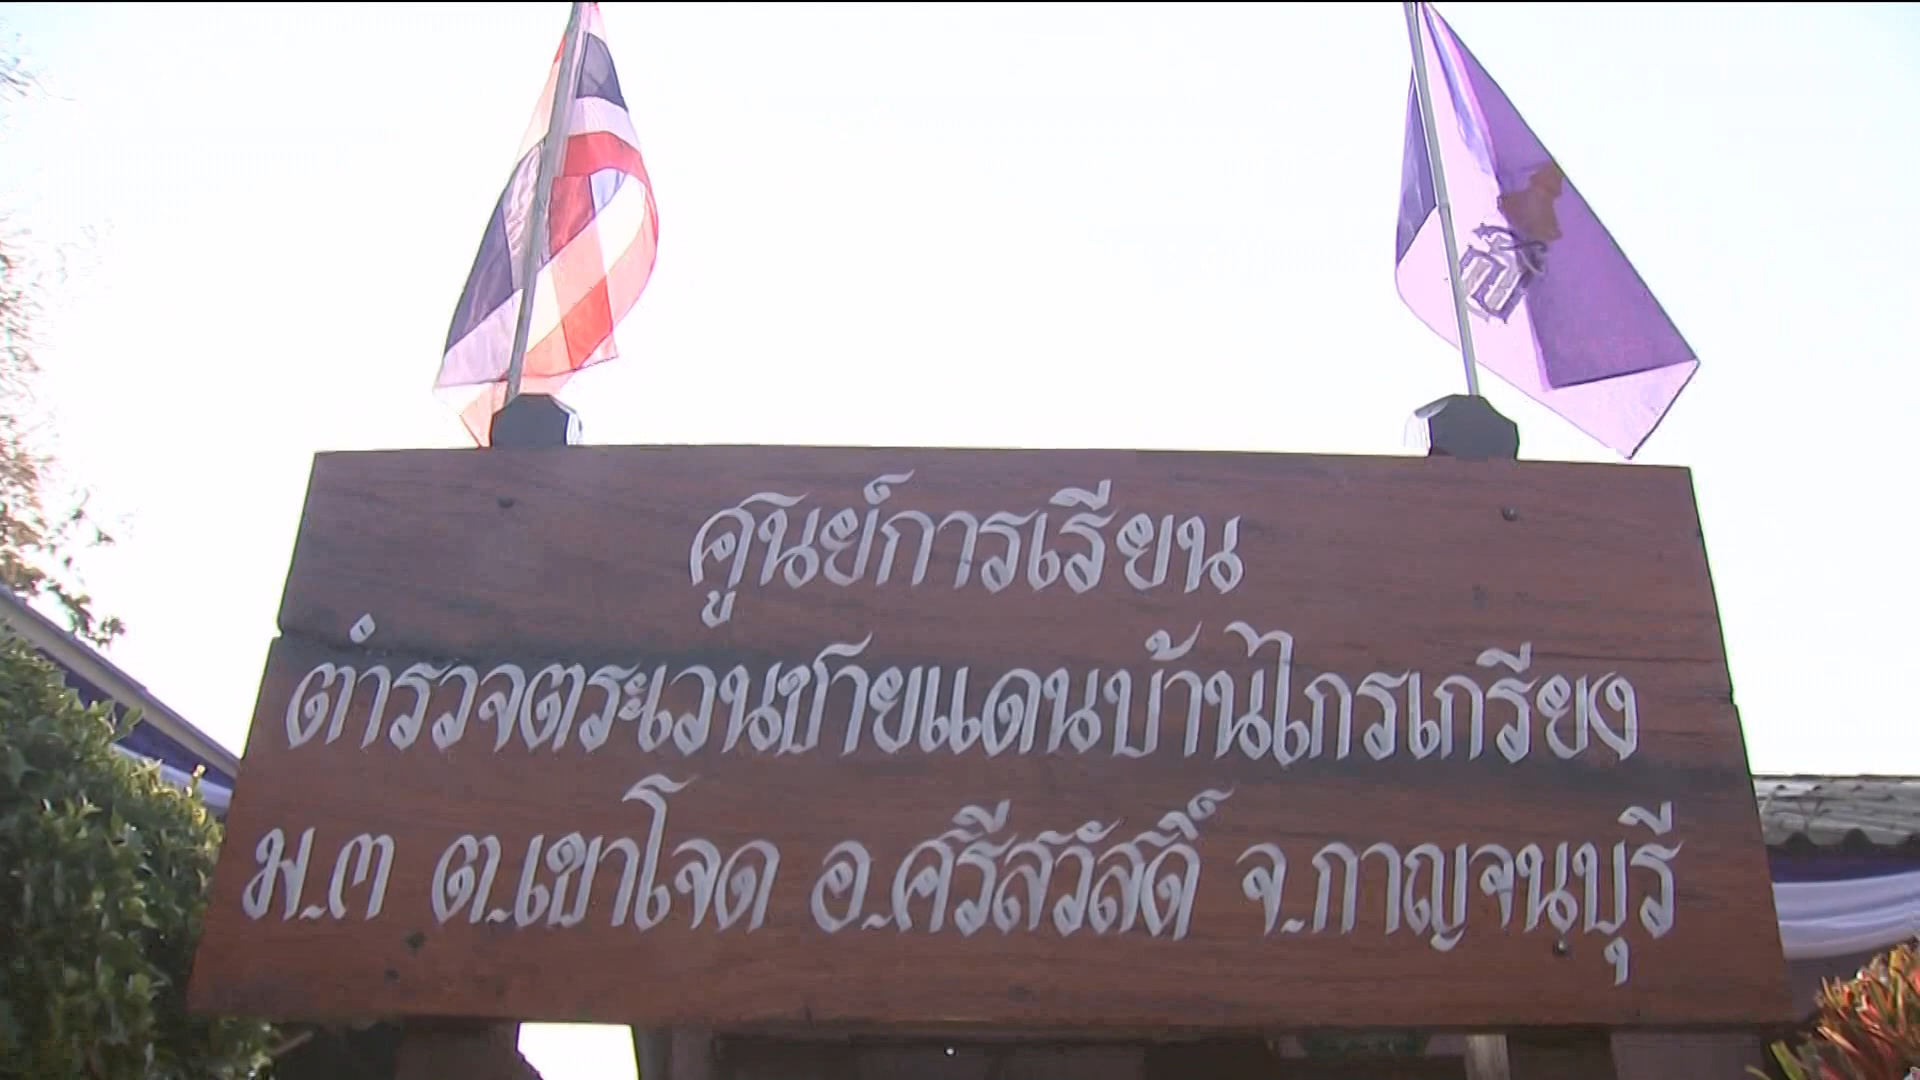 ศูนย์การเรียน
ตำรวจตระเวนชายแดนบ้านไกรเกรียง
ม.๓ ต.เขาโจด อ.ศรีสวัสดิ์ จ.กาญจนบุรี